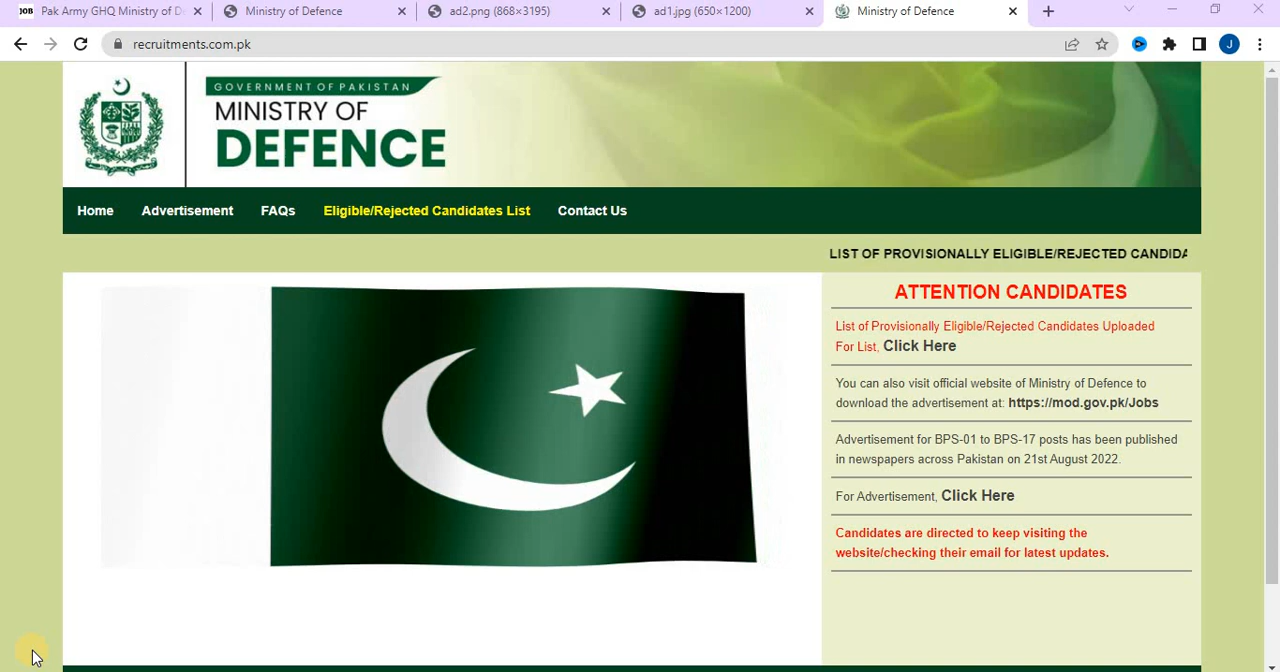 JOB Pak Army GHQ Ministry of D
Ministry of Defence
ad2.png (868×3195)
ad1.jpg (650×1200)
Ministry of Defence
recruitments.com.pk
J
GOVERNMENT OF PAKISTAN
MINISTRY OF
DEFENCE
Home Advertisement FAQs Eligible/Rejected Candidates List Contact Us
LIST OF PROVISIONALLY ELIGIBLE/REJECTED CANDIDA
ATTENTION CANDIDATES
List of Provisionally Eligible/Rejected Candidates Uploaded
For List, Click Here
You can also visit official website of Ministry of Defence to
download the advertisement at: https://mod.gov.pk/Jobs
Advertisement for BPS-01 to BPS-17 posts has been published
in newspapers across Pakistan on 21st August 2022.
For Advertisement, Click Here
Candidates are directed to keep visiting the
website/checking their email for latest updates.